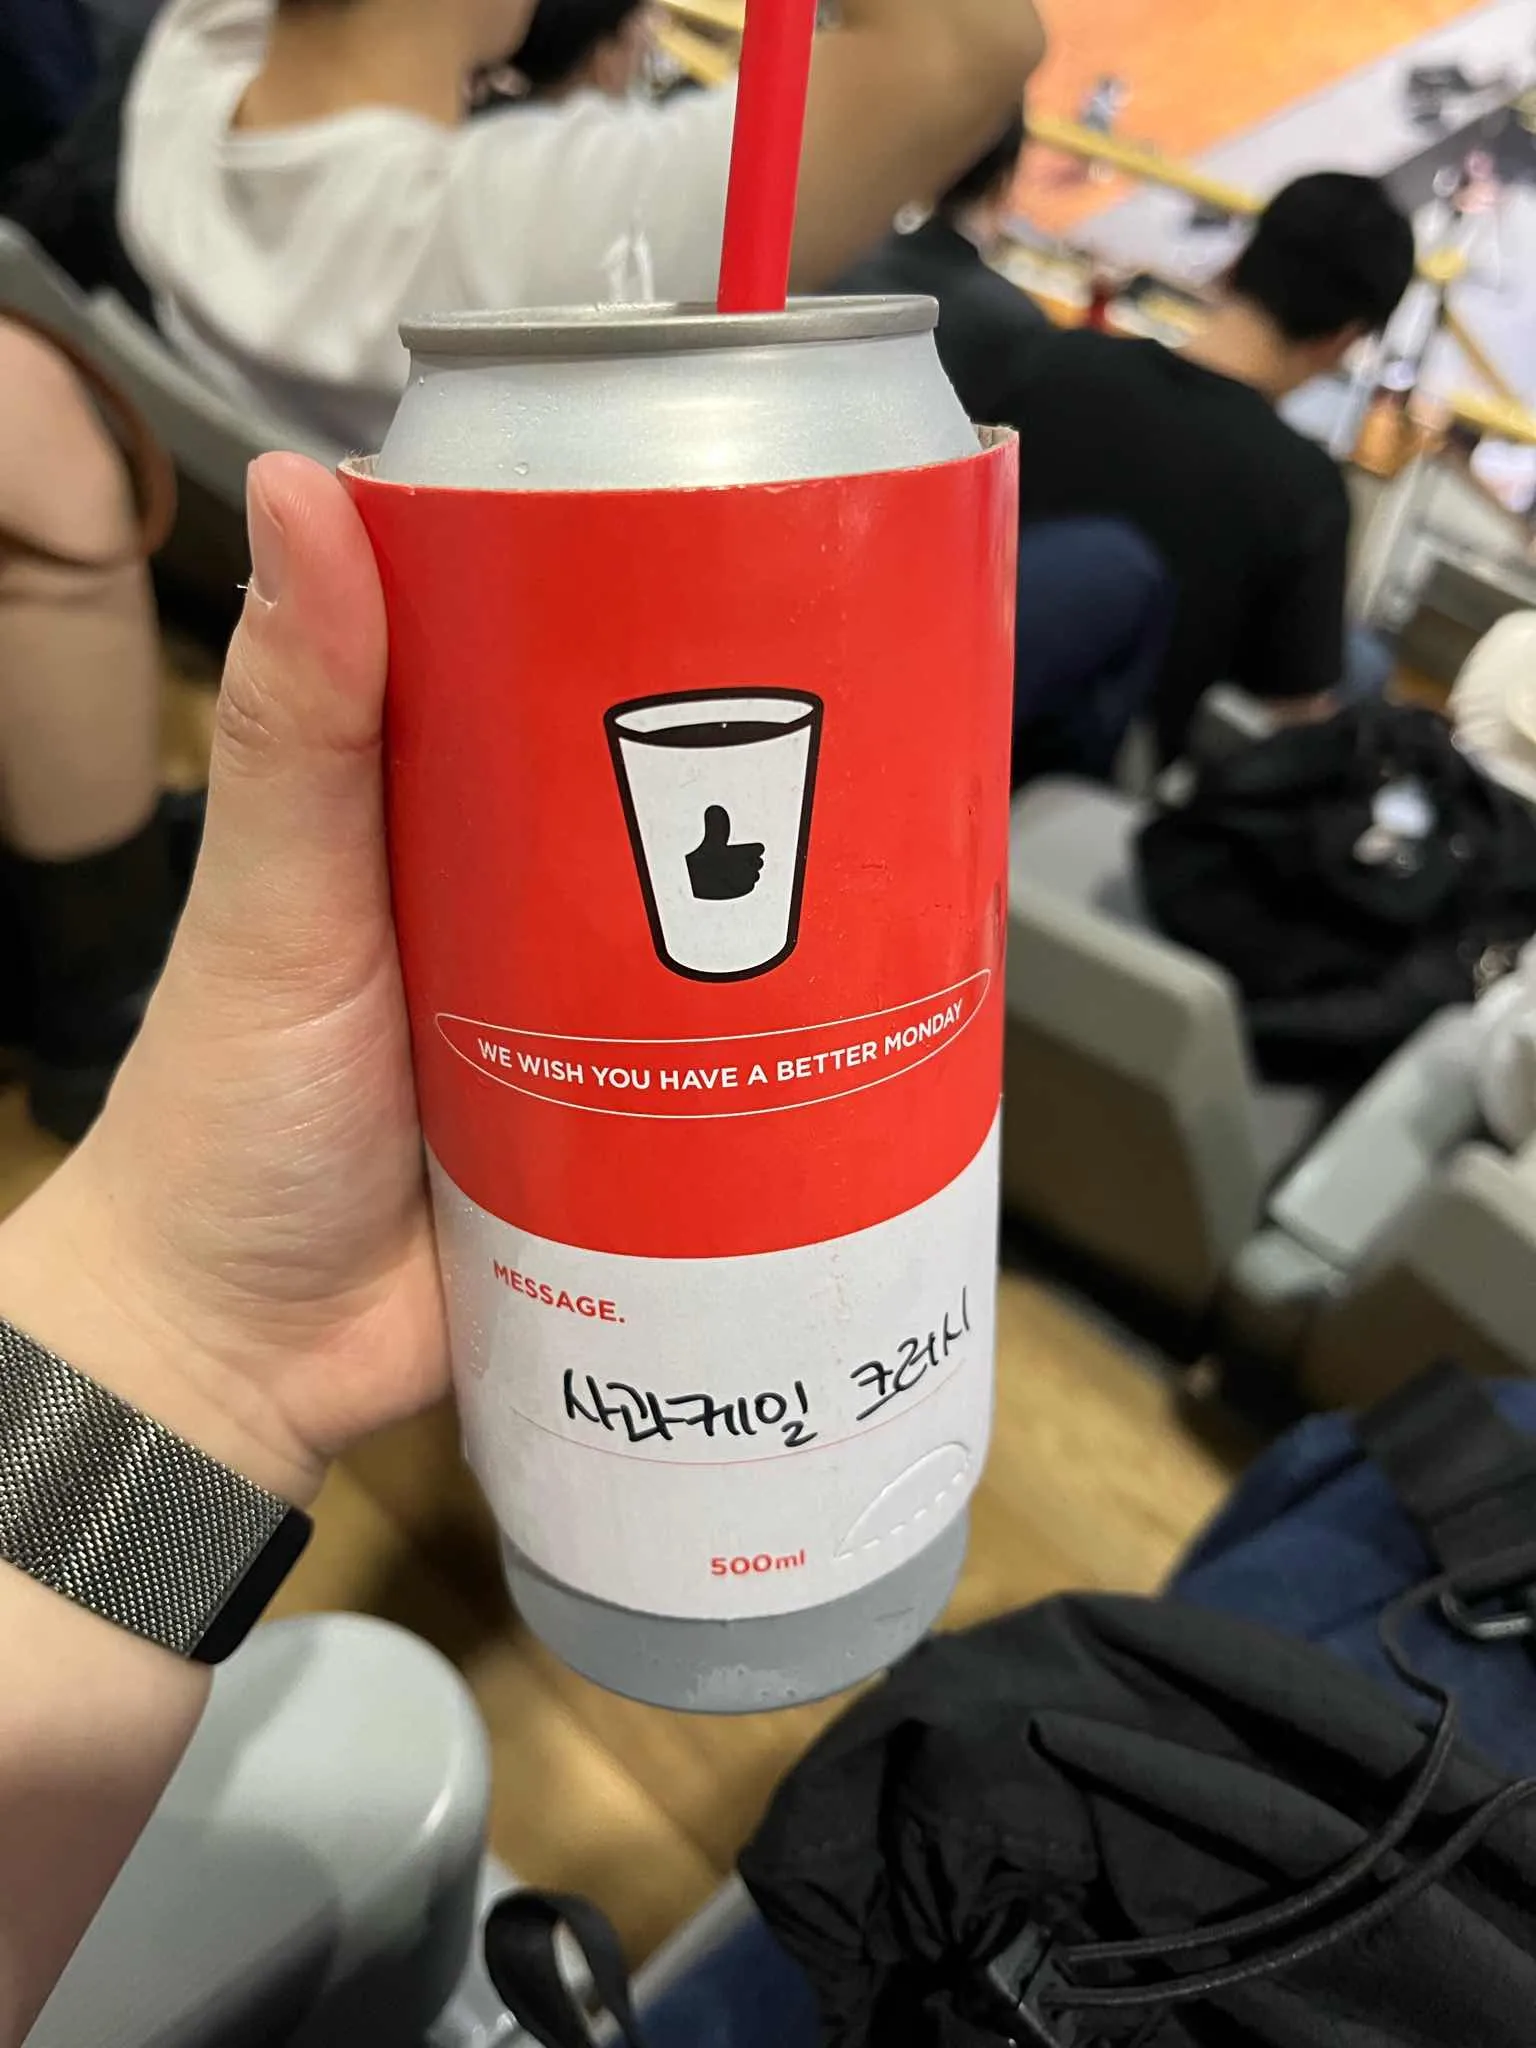 WE WISH YOU HAVE A BETTER MONDAY
MESSAGE.
사과케일 크러시
500ml